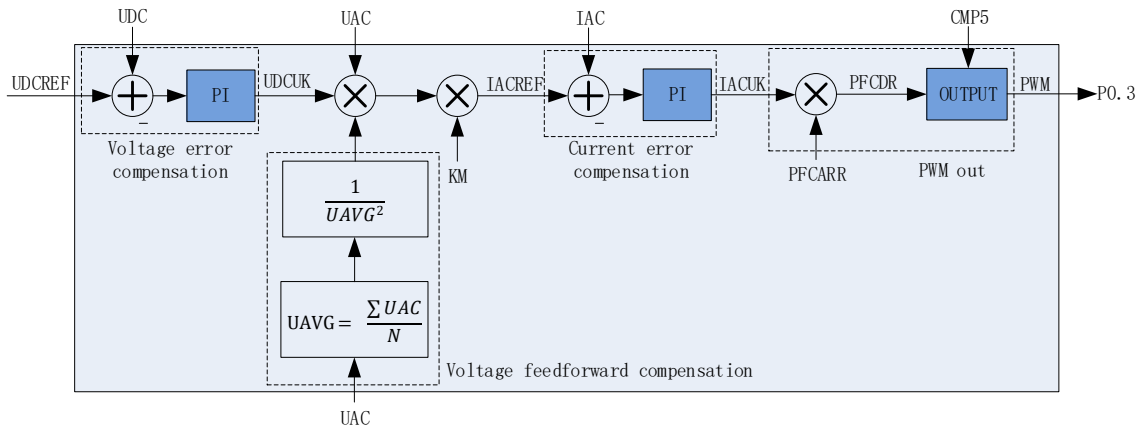 UDC
UAC
IAC
CMP5
UDCREF
PI
UDCUK
IACREF
PI
IACUK
PFCDR
OUTPUT
PWM
P0.3
Voltage error
compensation
KM
Current error
compensation
PFCARR
PWM out
1
UAVG²
UAVG = ∑ UAC
N
Voltage feedforward compensation
UAC